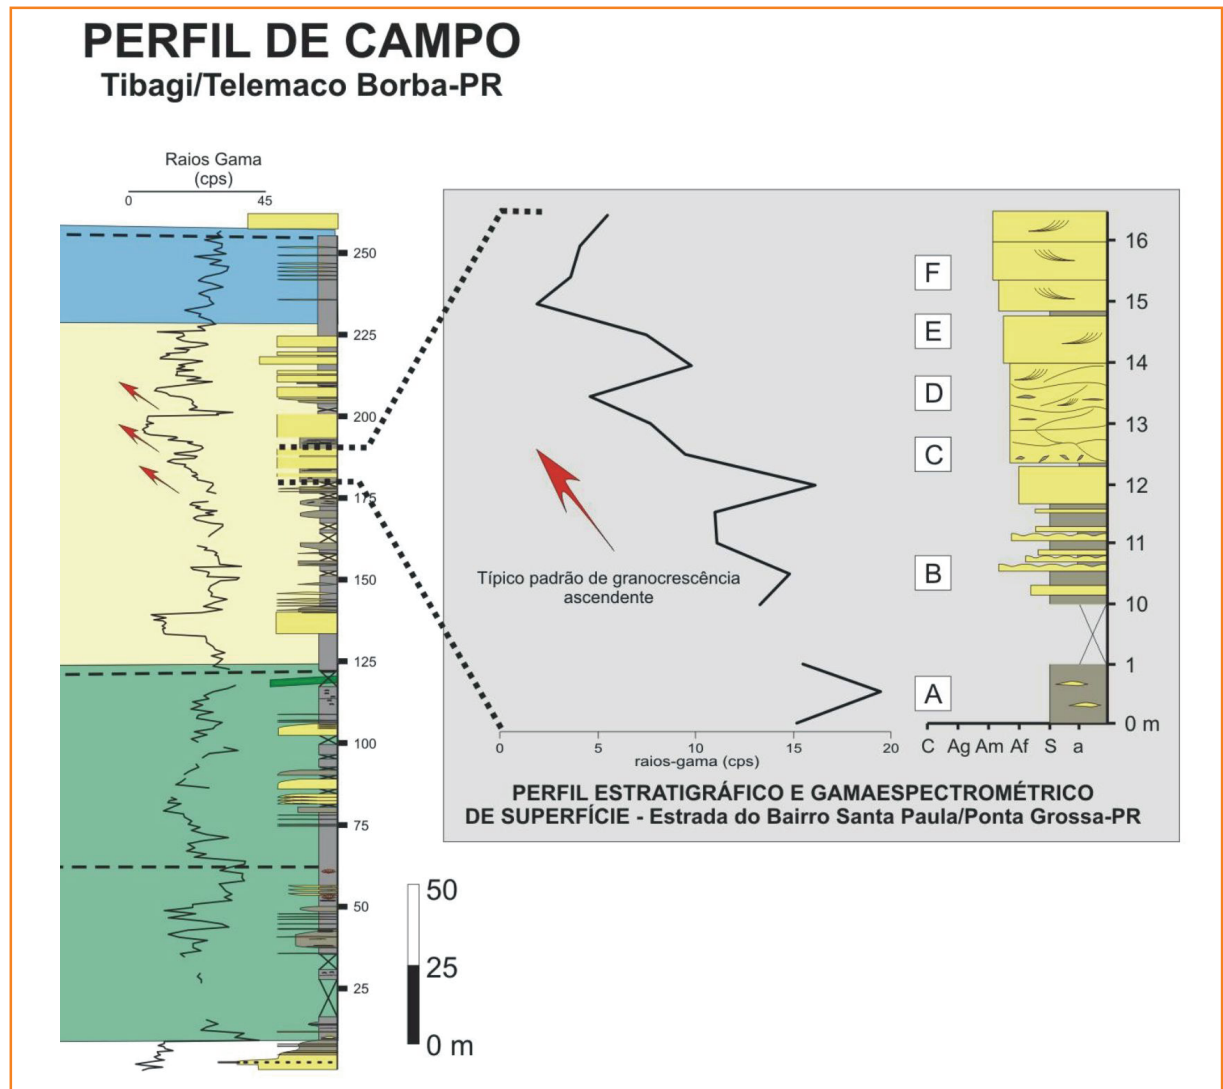 PERFIL DE CAMPO
Tibagi/Telemaco Borba-PR
Raios Gama
(cps)
0 45
250
225
200
175
150
125
100
75
50
25
50
25
0 m
Típico padrão de granocrescência
ascendente
F
E
D
C
B
A
16
15
14
13
12
11
10
1
0 m
C Ag Am Af S a
0 5 10 15 20
raios-gama (cps)
PERFIL ESTRATIGRÁFICO E GAMAESPECTROMÉTRICO
DE SUPERFÍCIE - Estrada do Bairro Santa Paula/Ponta Grossa-PR